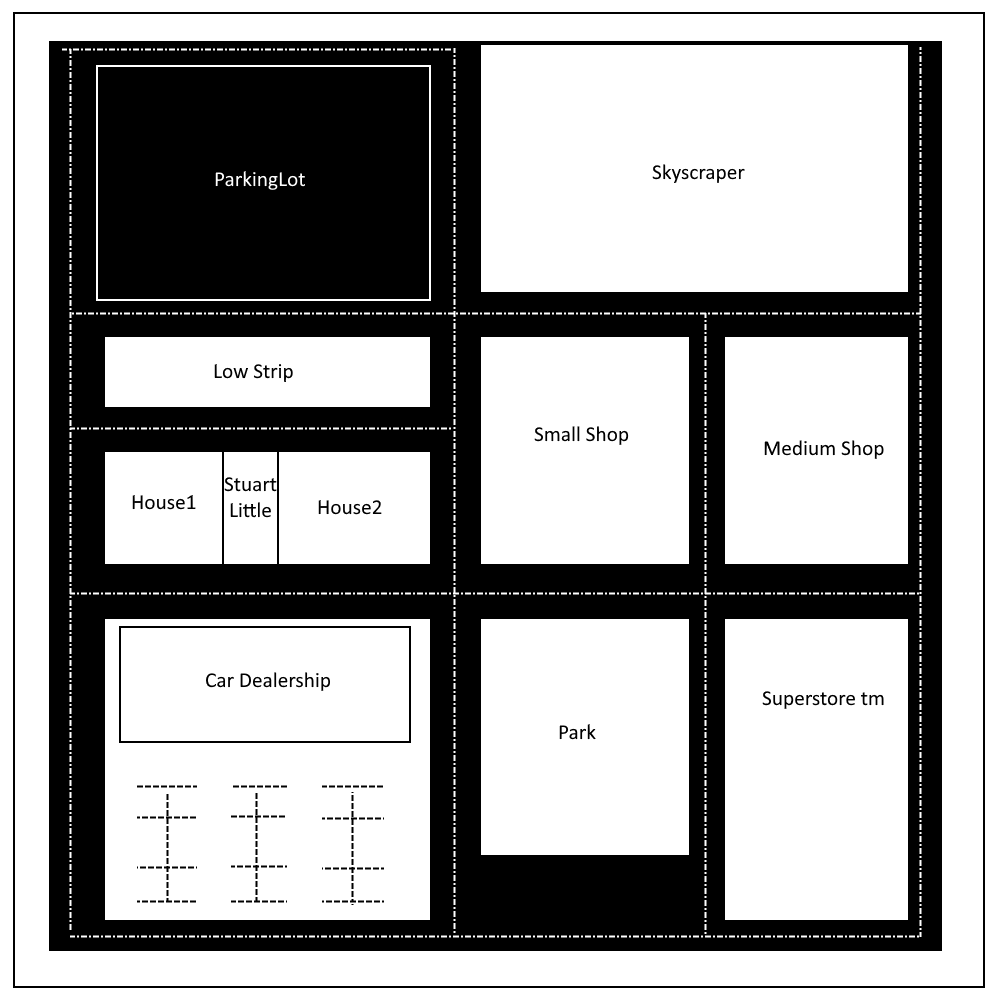 ParkingLot
Skyscraper
Low Strip
Small Shop
Medium Shop
House1
Stuart
Little
House2
Car Dealership
Park
Superstore tm